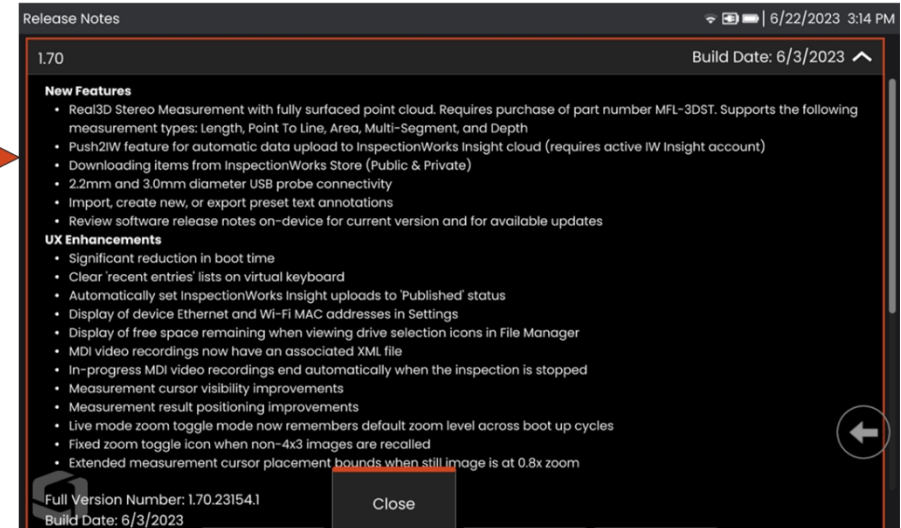 Release Notes
6/22/2023 3:14 PM
1.70
Build Date: 6/3/2023
New Features
• Real3D Stereo Measurement with fully surfaced point cloud. Requires purchase of part number MFL-3DST. Supports the following
measurement types: Length, Point To Line, Area, Multi-Segment, and Depth
• Push2IW feature for automatic data upload to InspectionWorks Insight cloud (requires active IW Insight account)
• Downloading items from InspectionWorks Store (Public & Private)
• 2.2mm and 3.0mm diameter USB probe connectivity
• Import, create new, or export preset text annotations
• Review software release notes on-device for current version and for available updates
UX Enhancements
• Significant reduction in boot time
• Clear 'recent entries' lists on virtual keyboard
• Automatically set InspectionWorks Insight uploads to 'Published' status
• Display of device Ethernet and Wi-Fi MAC addresses in Settings
• Display of free space remaining when viewing drive selection icons in File Manager
• MDI video recordings now have an associated XML file
• In-progress MDI video recordings end automatically when the inspection is stopped
• Measurement cursor visibility improvements
• Measurement result positioning improvements
• Live mode zoom toggle mode now remembers default zoom level across boot up cycles
• Fixed zoom toggle icon when non-4x3 images are recalled
• Extended measurement cursor placement bounds when still image is at 0.8x zoom
Full Version Number: 1.70.23154.1
Build Date: 6/3/2023
Close